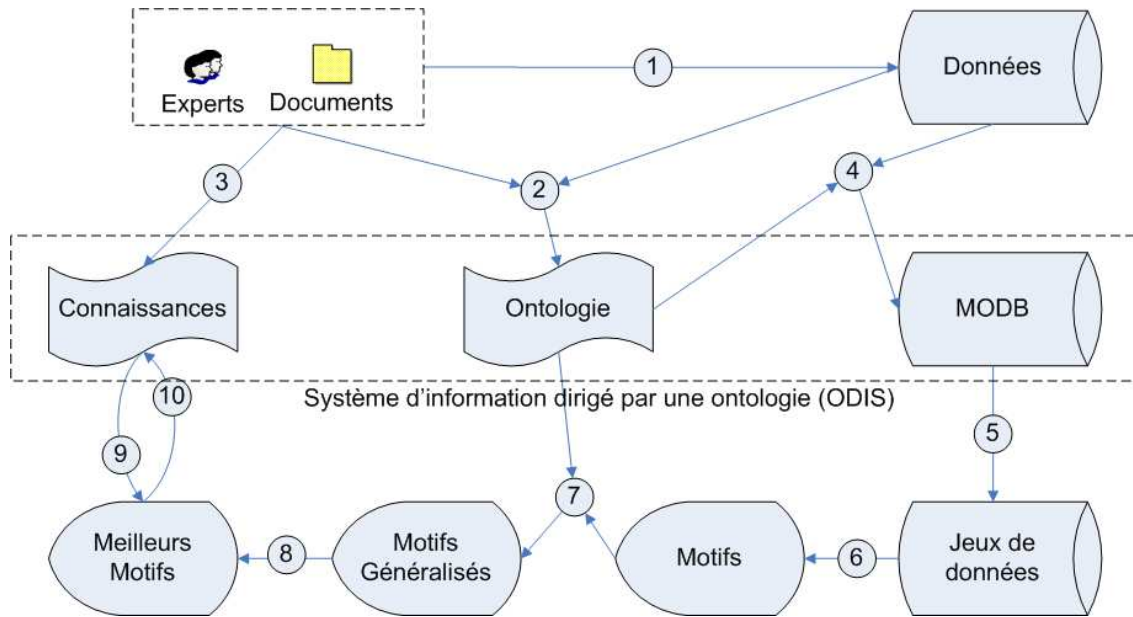 1
Données
Experts
Documents
3
2
4
Connaissances
Ontologie
MODB
10
Système d'information dirigé par une ontologie (ODIS)
9
5
7
Meilleurs
Motifs
8
Motifs
Généralisés
Motifs
6
Jeux de
données